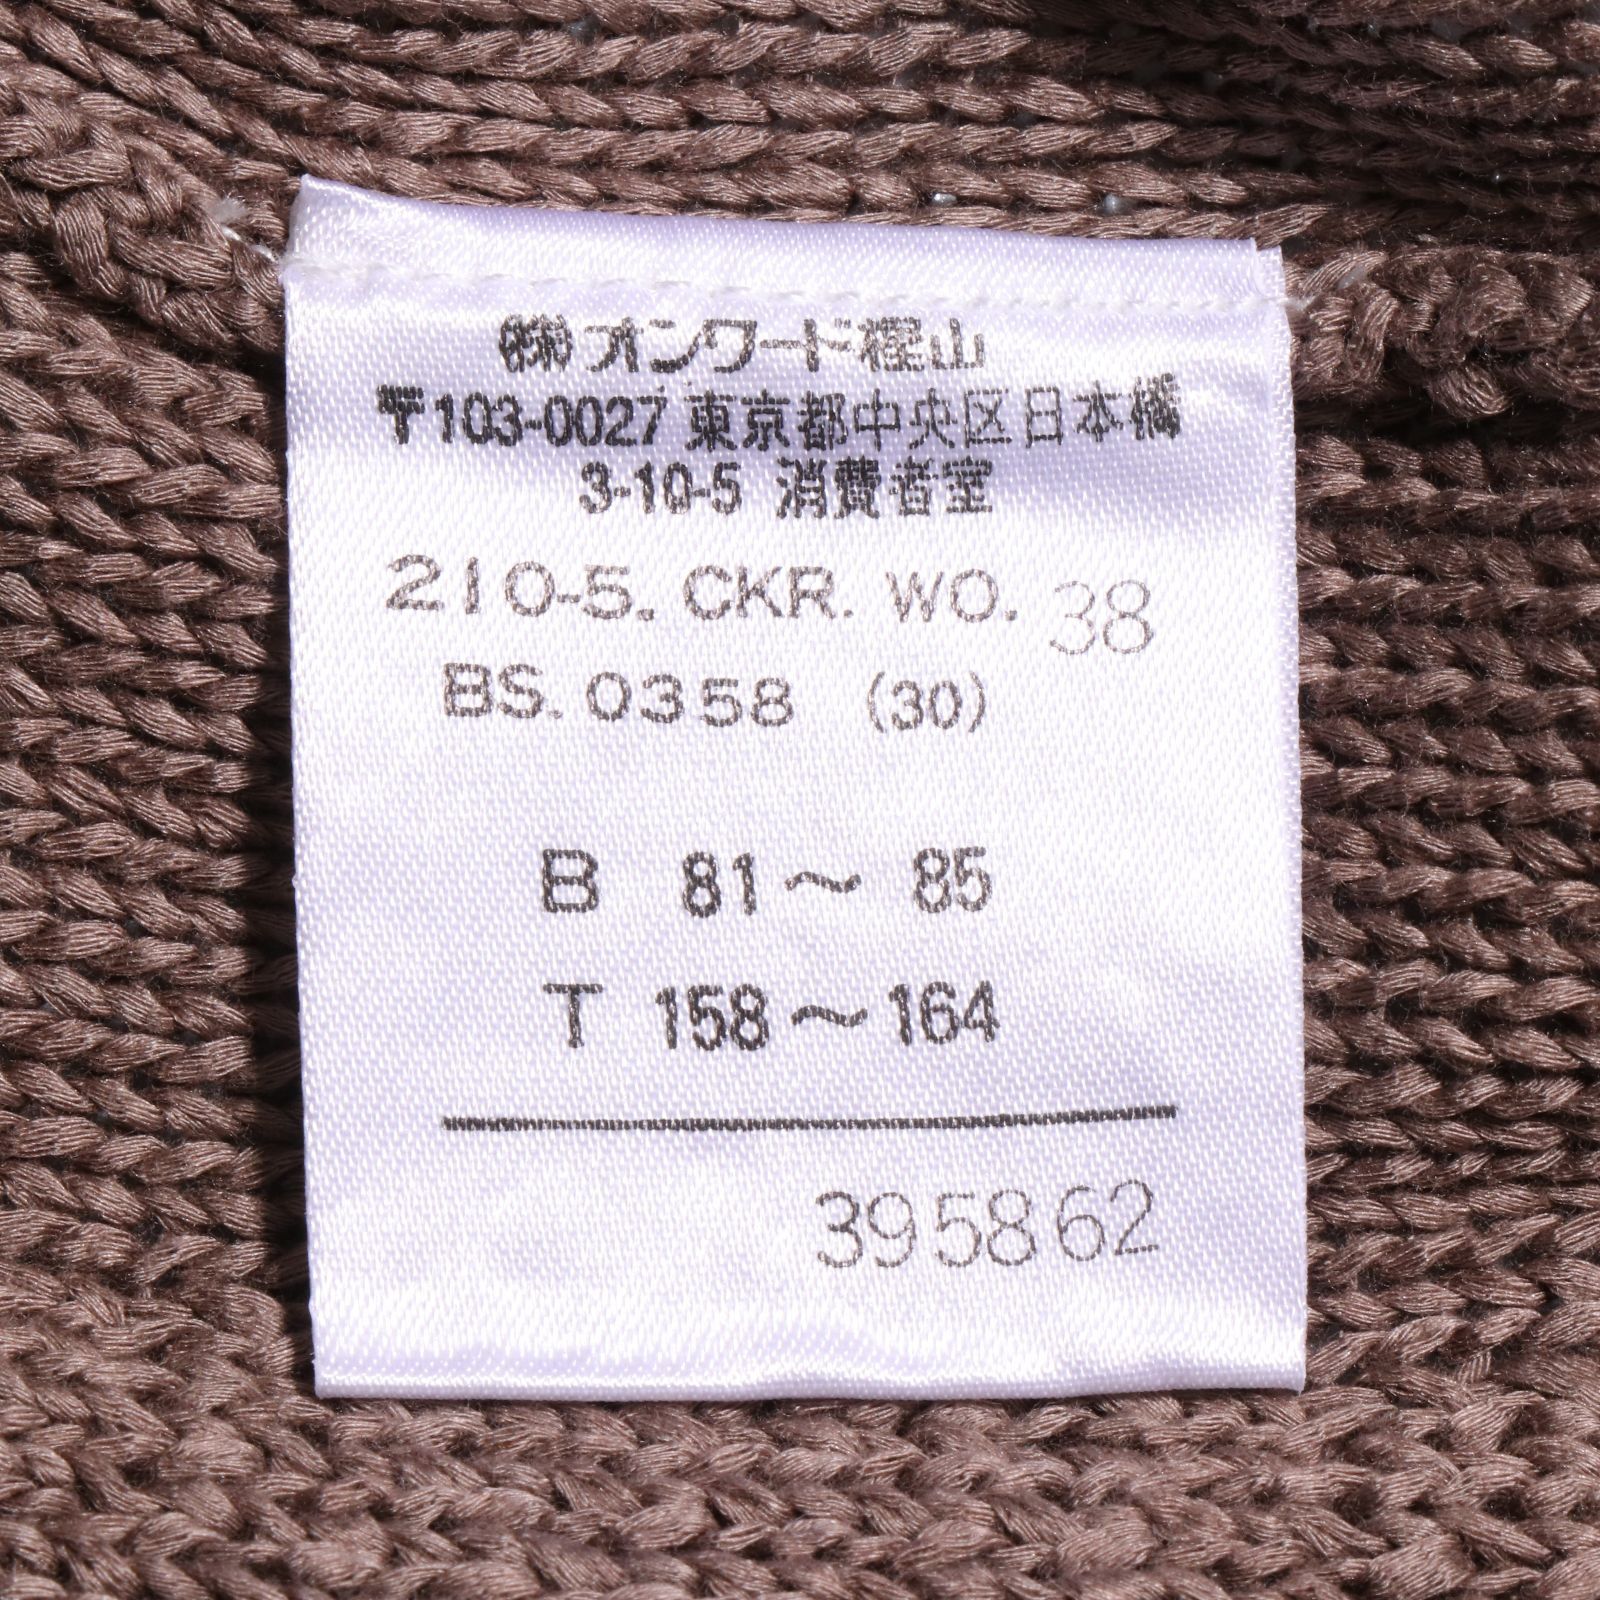 ㈱オンワード樫山
〒103-0027 東京都中央区日本橋
3-10-5 消費者室
210-5. CKR. WO. 38
BS. 0358 (30)
B 81～ 85
T 158～164
395862